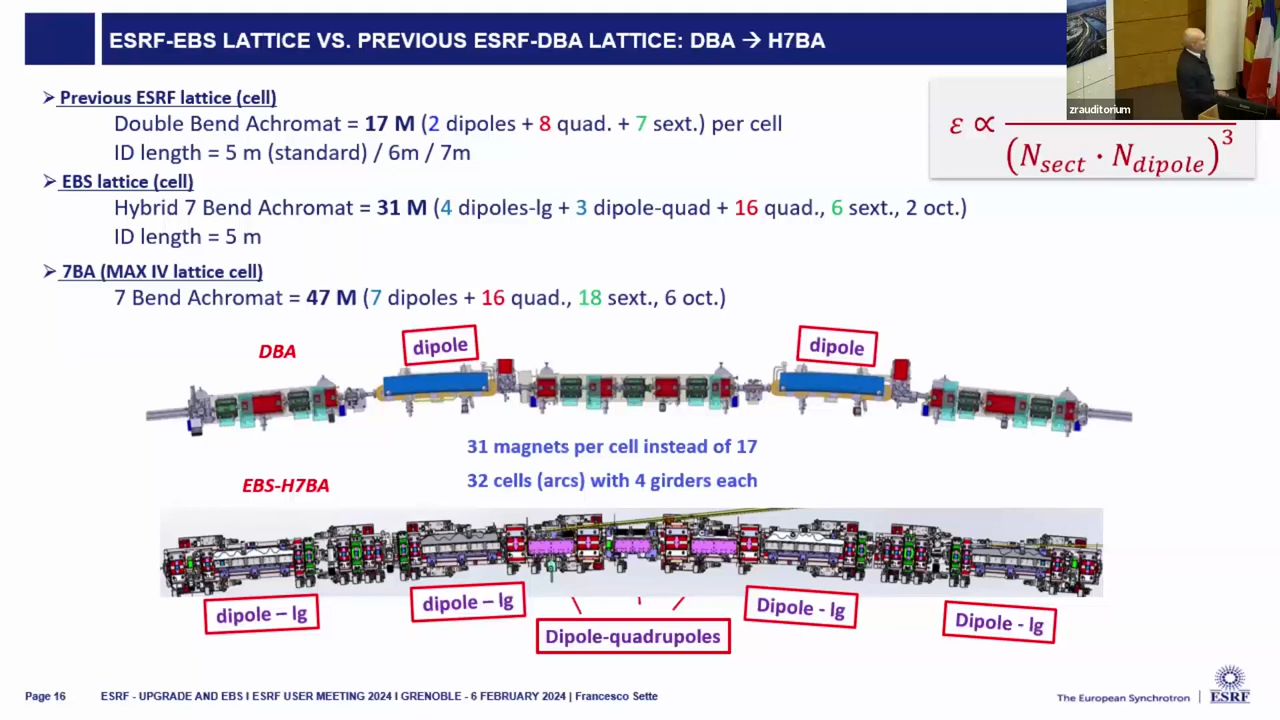 ESRF-EBS LATTICE VS. PREVIOUS ESRF-DBA LATTICE: DBA → H7BA
zrauditorium
➢ Previous ESRF lattice (cell)
Double Bend Achromat = 17 M (2 dipoles + 8 quad. + 7 sext.) per cell
ID length = 5 m (standard) / 6m / 7m
ε ∝
(N_sect · N_dipole)^3
➢ EBS lattice (cell)
Hybrid 7 Bend Achromat = 31 M (4 dipoles-lg + 3 dipole-quad + 16 quad., 6 sext., 2 oct.)
ID length = 5 m
➢ 7BA (MAX IV lattice cell)
7 Bend Achromat = 47 M (7 dipoles + 16 quad., 18 sext., 6 oct.)
DBA
dipole
dipole
31 magnets per cell instead of 17
32 cells (arcs) with 4 girders each
EBS-H7BA
dipole – lg
dipole – lg
Dipole-quadrupoles
Dipole - lg
Dipole - lg
Page 16
ESRF - UPGRADE AND EBS I ESRF USER MEETING 2024 I GRENOBLE - 6 FEBRUARY 2024 | Francesco Sette
The European Synchrotron
ESRF